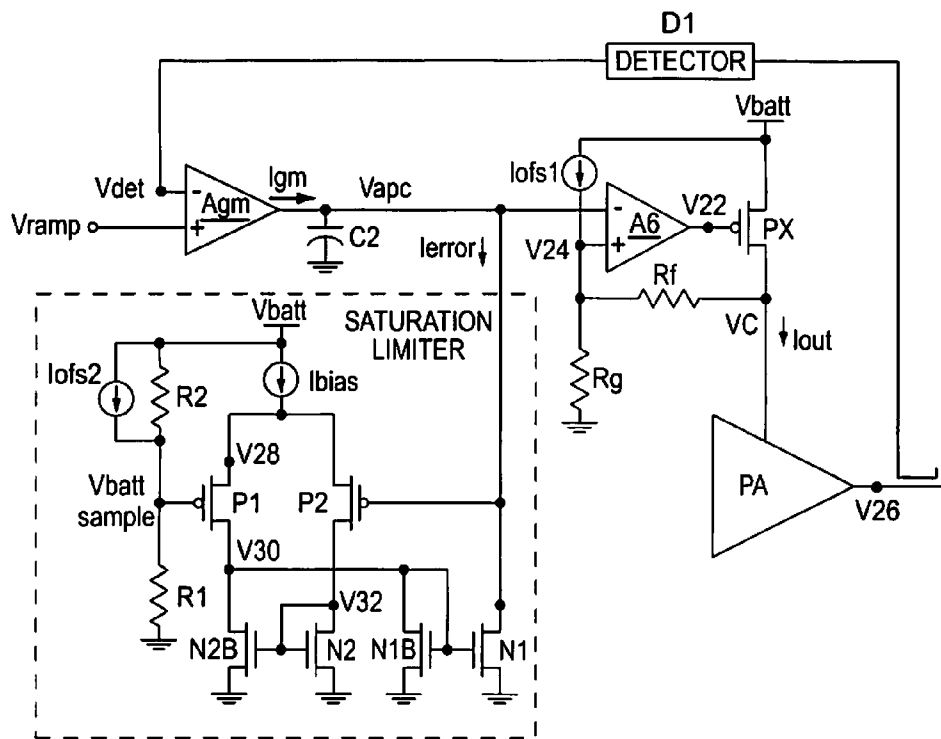 D1
DETECTOR
Vbatt
Iofs1
Igm
Vapc
Vdet
-
Agm
+
Vramp
C2
Ierror
-
A6
+
V22
PX
V24
Rf
VC
Iout
Rg
Vbatt
SATURATION
LIMITER
Iofs2
R2
Ibias
V28
Vbatt
sample
P1
P2
V30
R1
V32
N2B
N2
N1B
N1
PA
V26